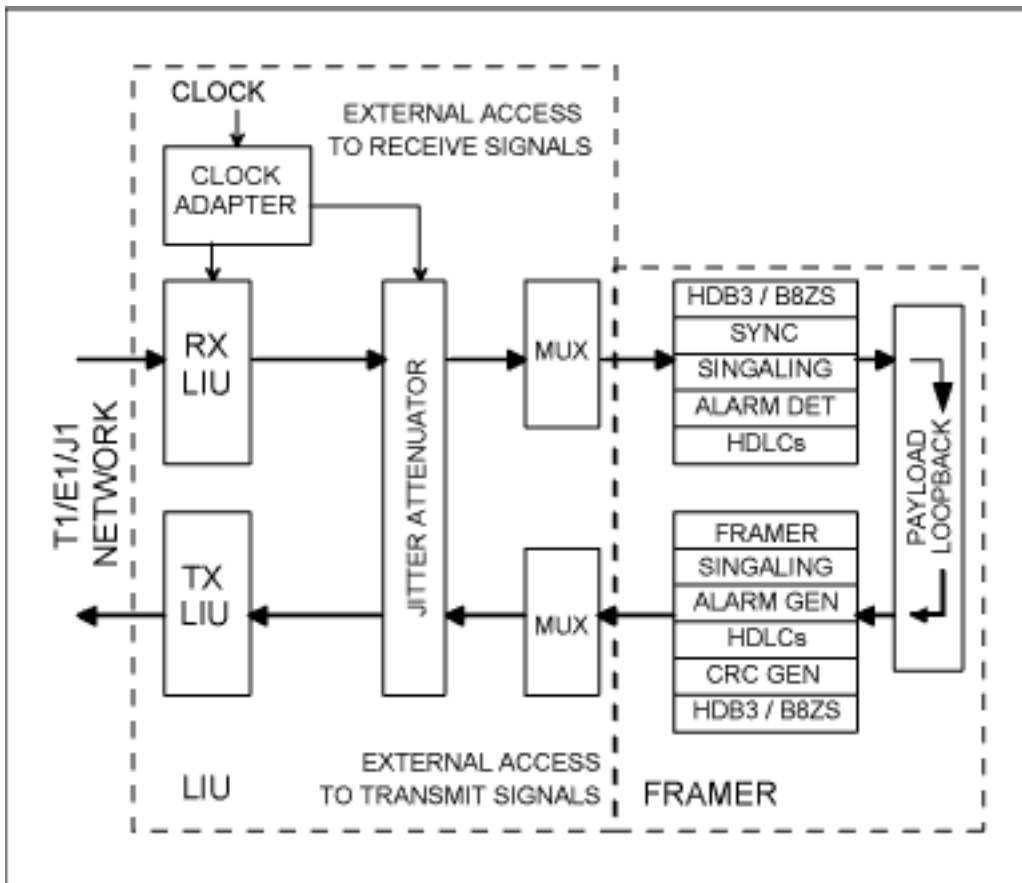 CLOCK
EXTERNAL ACCESS
TO RECEIVE SIGNALS
CLOCK
ADAPTER
RX
LIU
JITTER ATTENUATOR
MUX
HDB3 / B8ZS
SYNC
SINGALING
ALARM DET
HDLCs
PAYLOAD
LOOPBACK
T1/E1/J1
NETWORK
TX
LIU
MUX
FRAMER
SINGALING
ALARM GEN
HDLCs
CRC GEN
HDB3 / B8ZS
LIU
EXTERNAL ACCESS
TO TRANSMIT SIGNALS
FRAMER